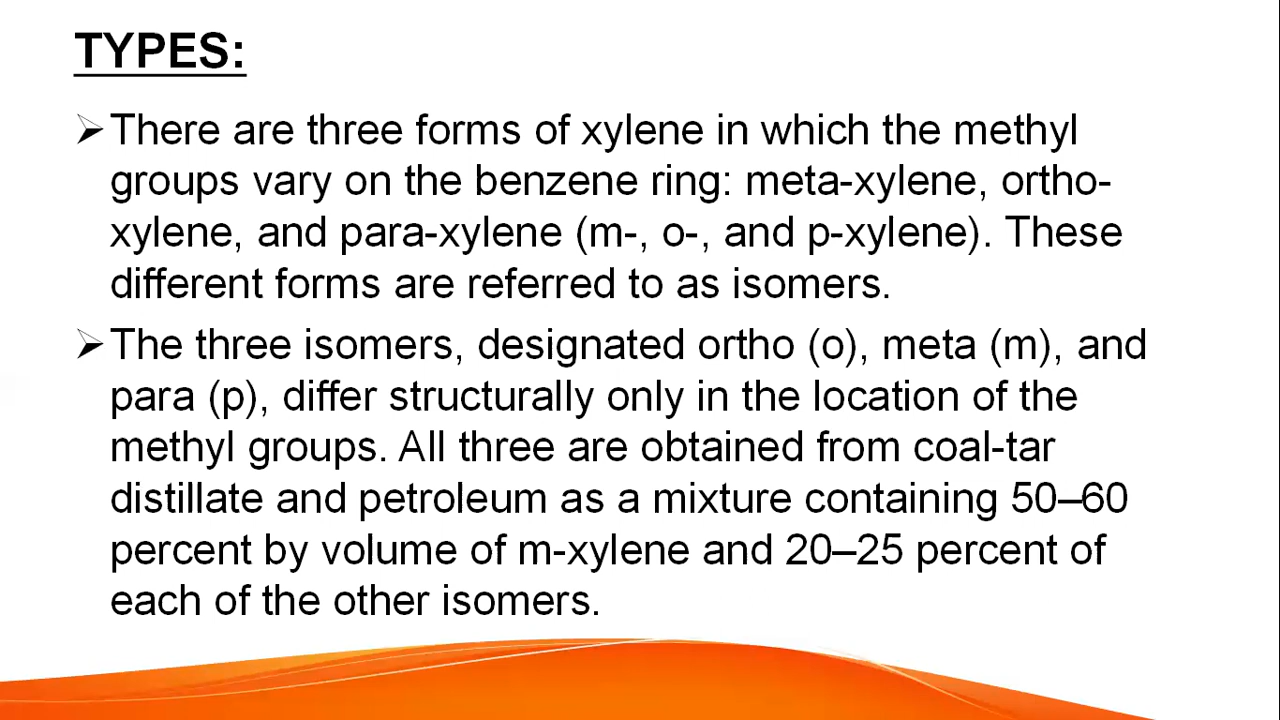 TYPES:
➢There are three forms of xylene in which the methyl
groups vary on the benzene ring: meta-xylene, ortho-
xylene, and para-xylene (m-, o-, and p-xylene). These
different forms are referred to as isomers.
➢The three isomers, designated ortho (o), meta (m), and
para (p), differ structurally only in the location of the
methyl groups. All three are obtained from coal-tar
distillate and petroleum as a mixture containing 50–60
percent by volume of m-xylene and 20–25 percent of
each of the other isomers.